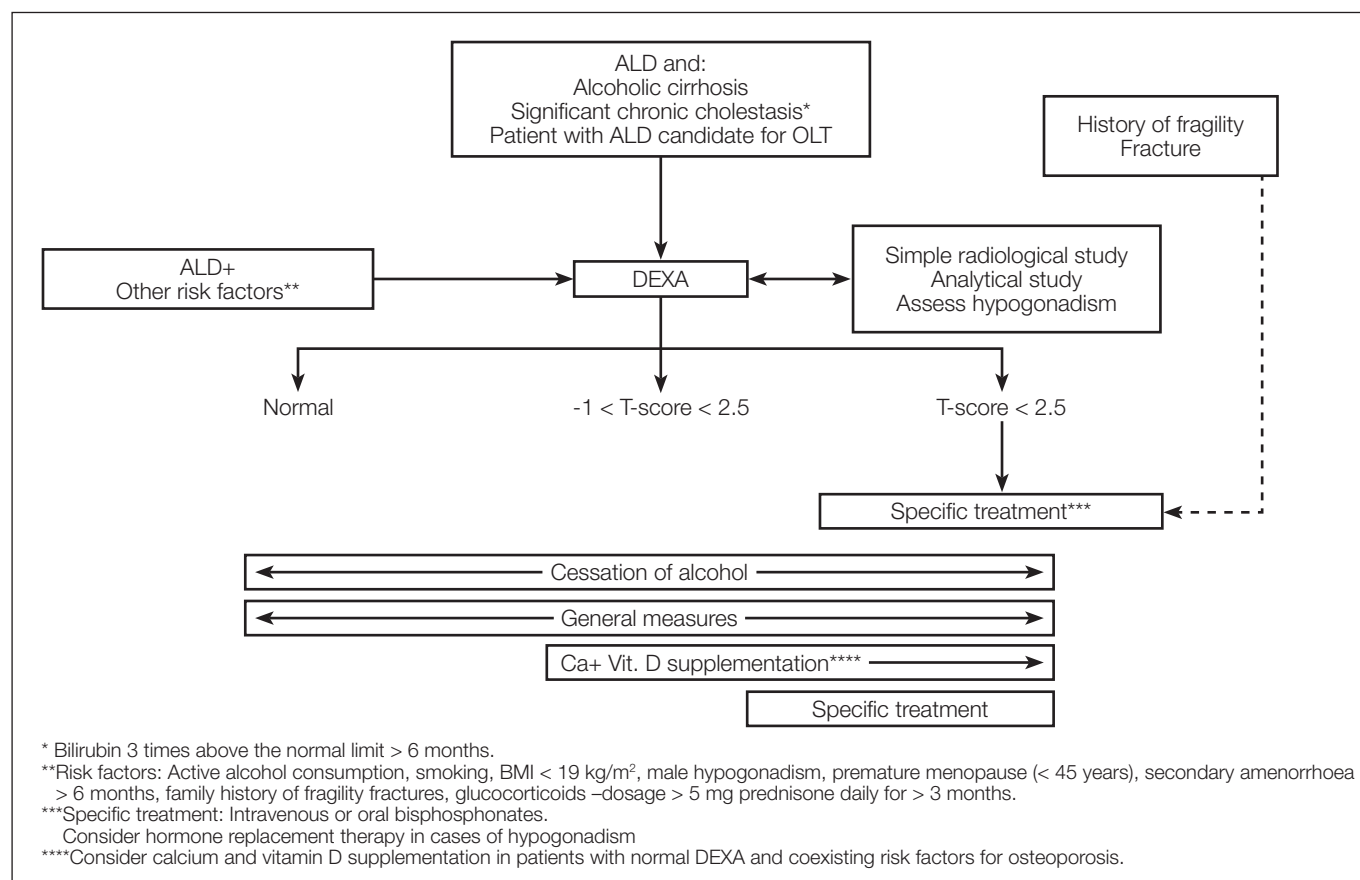 ALD and:
Alcoholic cirrhosis
Significant chronic cholestasis*
Patient with ALD candidate for OLT
History of fragility
Fracture
ALD+
Other risk factors**
DEXA
Simple radiological study
Analytical study
Assess hypogonadism
Normal
-1 < T-score < 2.5
T-score < 2.5
Specific treatment***
Cessation of alcohol
General measures
Ca+ Vit. D supplementation****
Specific treatment
* Bilirubin 3 times above the normal limit > 6 months.
**Risk factors: Active alcohol consumption, smoking, BMI < 19 kg/m², male hypogonadism, premature menopause (< 45 years), secondary amenorrhoea
> 6 months, family history of fragility fractures, glucocorticoids –dosage > 5 mg prednisone daily for > 3 months.
***Specific treatment: Intravenous or oral bisphosphonates.
Consider hormone replacement therapy in cases of hypogonadism
****Consider calcium and vitamin D supplementation in patients with normal DEXA and coexisting risk factors for osteoporosis.